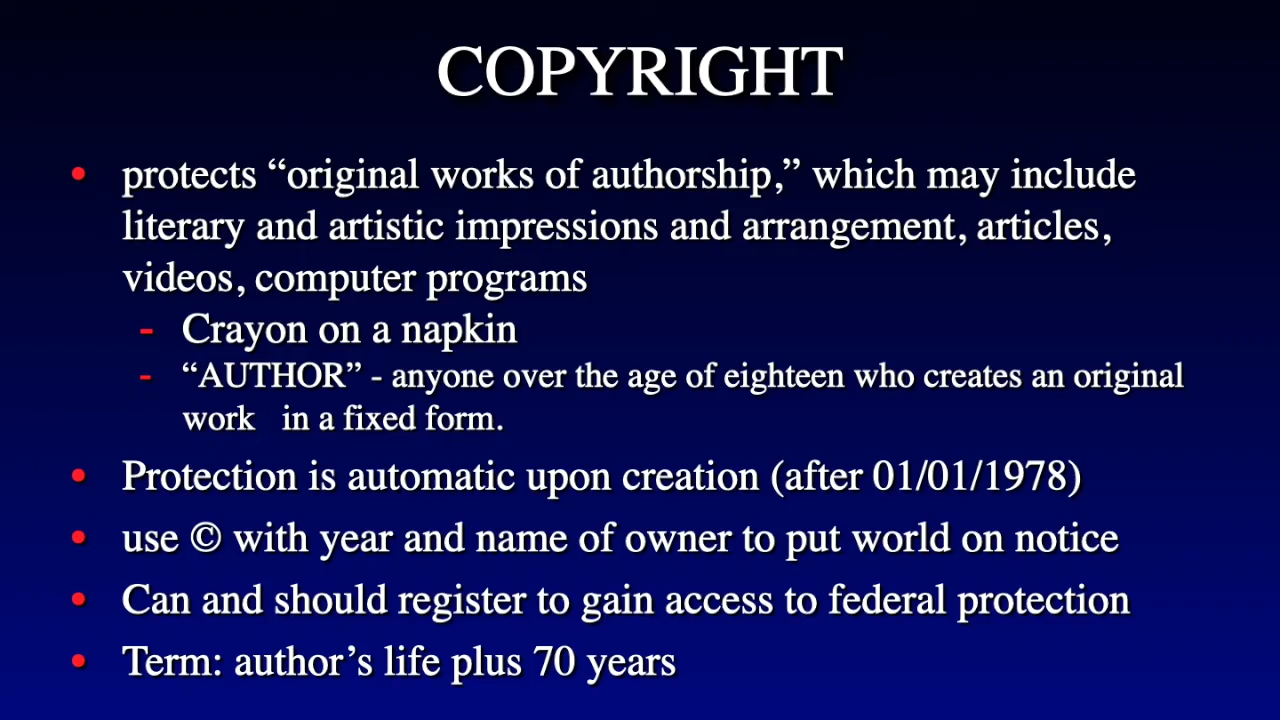 COPYRIGHT
• protects “original works of authorship,” which may include
literary and artistic impressions and arrangement, articles,
videos, computer programs
- Crayon on a napkin
- “AUTHOR” - anyone over the age of eighteen who creates an original
work in a fixed form.
• Protection is automatic upon creation (after 01/01/1978)
• use © with year and name of owner to put world on notice
• Can and should register to gain access to federal protection
• Term: author’s life plus 70 years